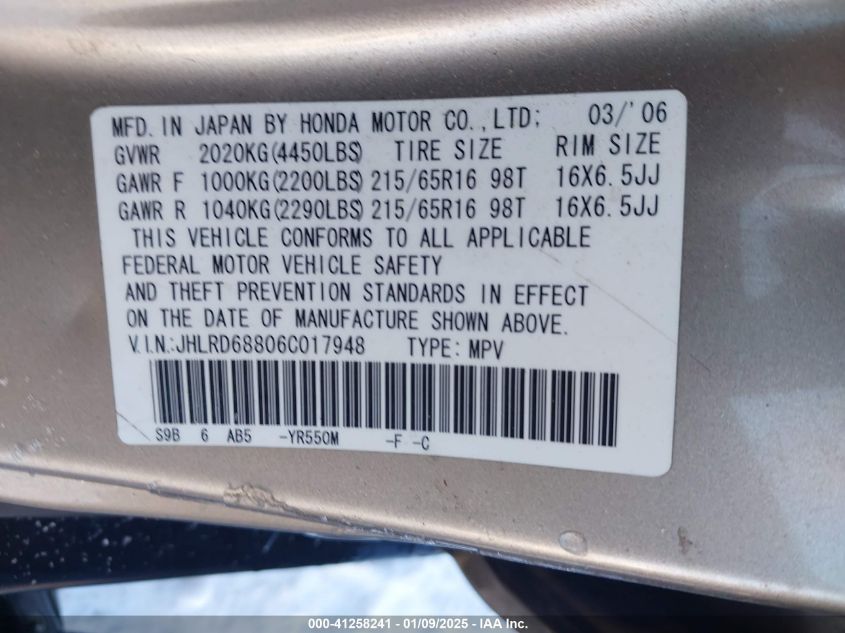 MFD. IN JAPAN BY HONDA MOTOR CO., LTD; 03/'06
GVWR 2020KG(4450LBS) TIRE SIZE RIM SIZE
GAWR F 1000KG(2200LBS) 215/65R16 98T 16X6.5JJ
GAWR R 1040KG(2290LBS) 215/65R16 98T 16X6.5JJ
THIS VEHICLE CONFORMS TO ALL APPLICABLE
FEDERAL MOTOR VEHICLE SAFETY
AND THEFT PREVENTION STANDARDS IN EFFECT
ON THE DATE OF MANUFACTURE SHOWN ABOVE.
V.I.N.:JHLRD68806C017948 TYPE: MPV
S9B 6 AB5 -YR550M -F -C
000-41258241 - 01/09/2025 - IAA Inc.